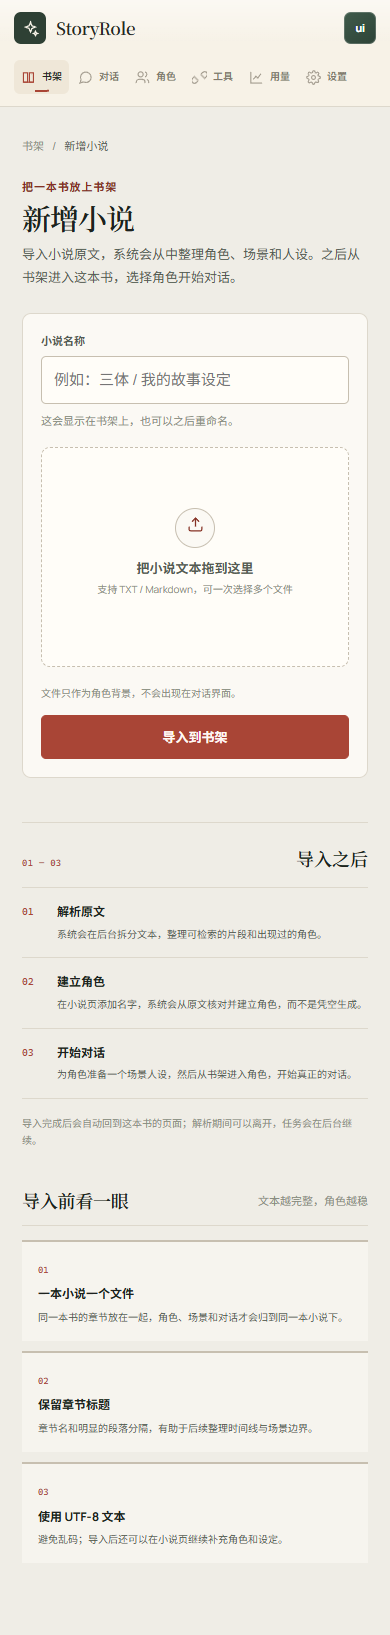 StoryRole
ui
书架 对话 角色 工具 用量 设置
书架 / 新增小说
把一本书放上书架
新增小说
导入小说原文，系统会从中整理角色、场景和人设。之后从
书架进入这本书，选择角色开始对话。
小说名称
例如：三体 / 我的故事设定
这会显示在书架上，也可以之后重命名。
把小说文本拖到这里
支持 TXT / Markdown，可一次选择多个文件
文件只作为角色背景，不会出现在对话界面。
导入到书架
01 — 03 导入之后
01 解析原文
系统会在后台拆分文本，整理可检索的片段和出现过的角色。
02 建立角色
在小说页添加名字，系统会从原文核对并建立角色，而不是凭空生成。
03 开始对话
为角色准备一个场景人设，然后从书架进入角色，开始真正的对话。
导入完成后会自动回到这本书的页面；解析期间可以离开，任务会在后台继
续。
导入前看一眼 文本越完整，角色越稳
01
一本小说一个文件
同一本书的章节放在一起，角色、场景和对话才会归到同一本小说下。
02
保留章节标题
章节名和明显的段落分隔，有助于后续整理时间线与场景边界。
03
使用 UTF-8 文本
避免乱码；导入后还可以在小说页继续补充角色和设定。